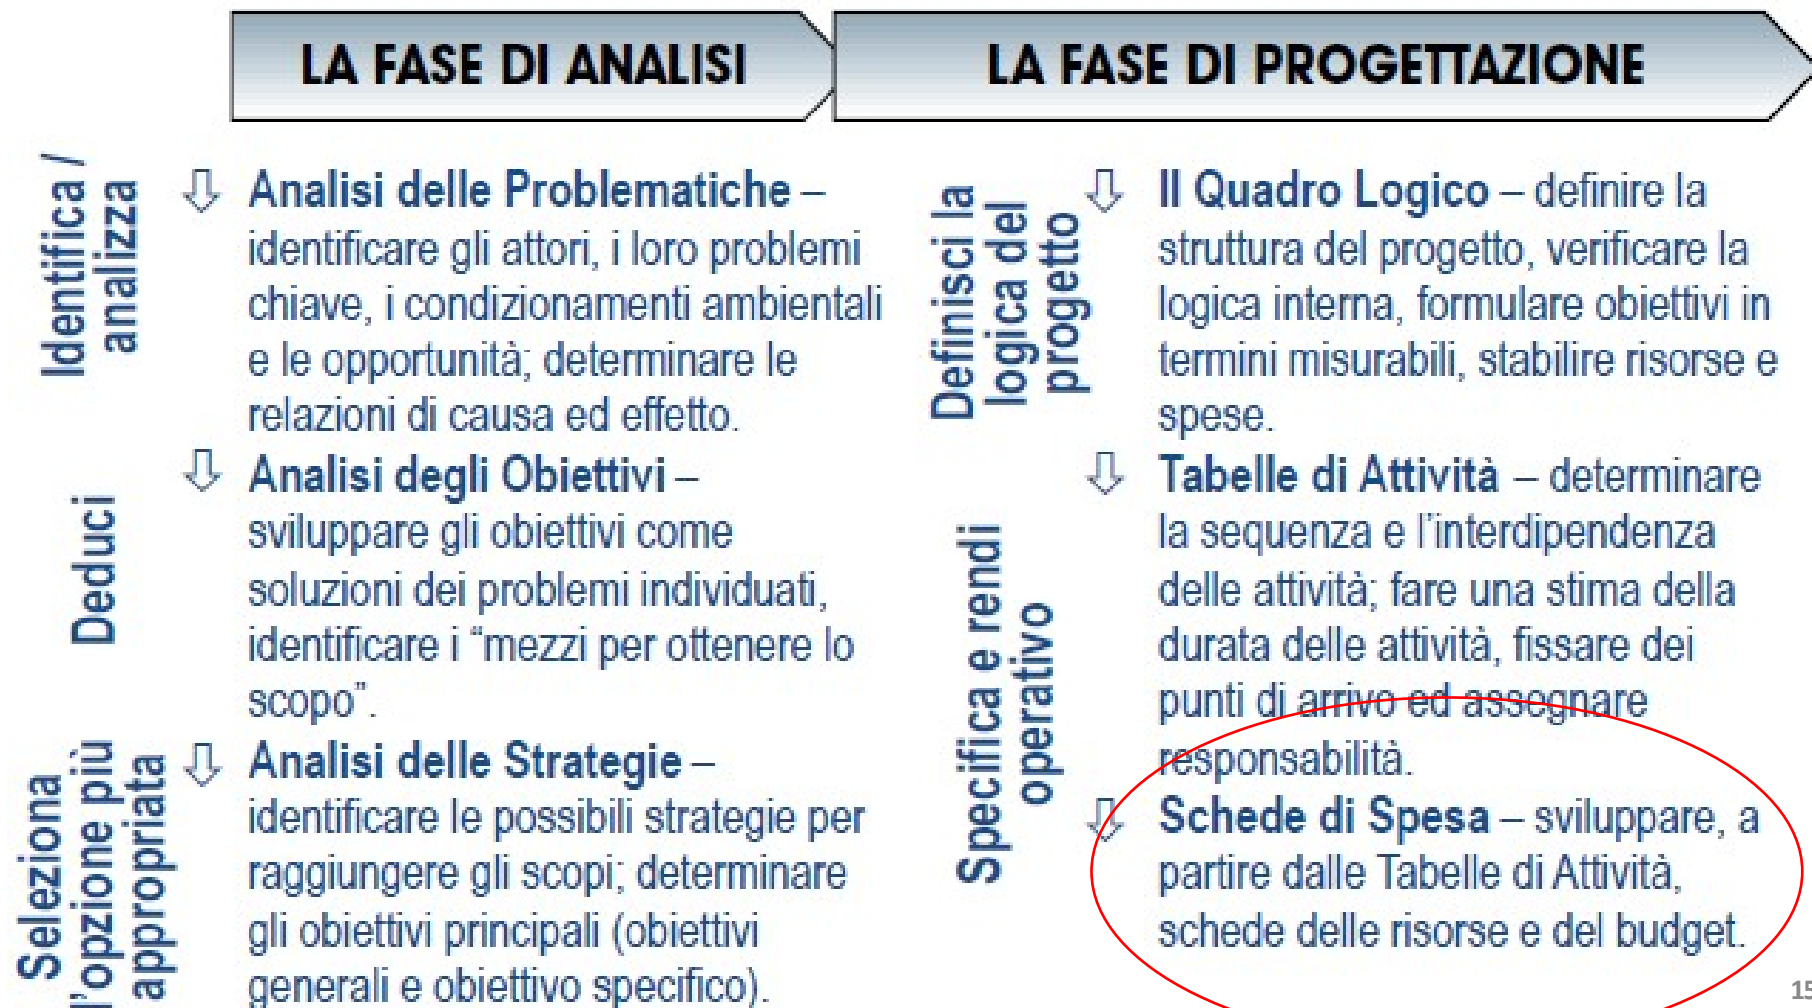 LA FASE DI ANALISI
Identifica /
analizza
Analisi delle Problematiche –
identificare gli attori, i loro problemi
chiave, i condizionamenti ambientali
e le opportunità; determinare le
relazioni di causa ed effetto.
Deduci
Analisi degli Obiettivi –
sviluppare gli obiettivi come
soluzioni dei problemi individuati,
identificare i “mezzi per ottenere lo
scopo”.
Seleziona
l’opzione più
appropriata
Analisi delle Strategie –
identificare le possibili strategie per
raggiungere gli scopi; determinare
gli obiettivi principali (obiettivi
generali e obiettivo specifico).
LA FASE DI PROGETTAZIONE
Definisci la
logica del
progetto
Il Quadro Logico – definire la
struttura del progetto, verificare la
logica interna, formulare obiettivi in
termini misurabili, stabilire risorse e
spese.
Specifica e rendi
operativo
Tabelle di Attività – determinare
la sequenza e l’interdipendenza
delle attività; fare una stima della
durata delle attività, fissare dei
punti di arrivo ed assegnare
responsabilità.
Schede di Spesa – sviluppare, a
partire dalle Tabelle di Attività,
schede delle risorse e del budget.
15